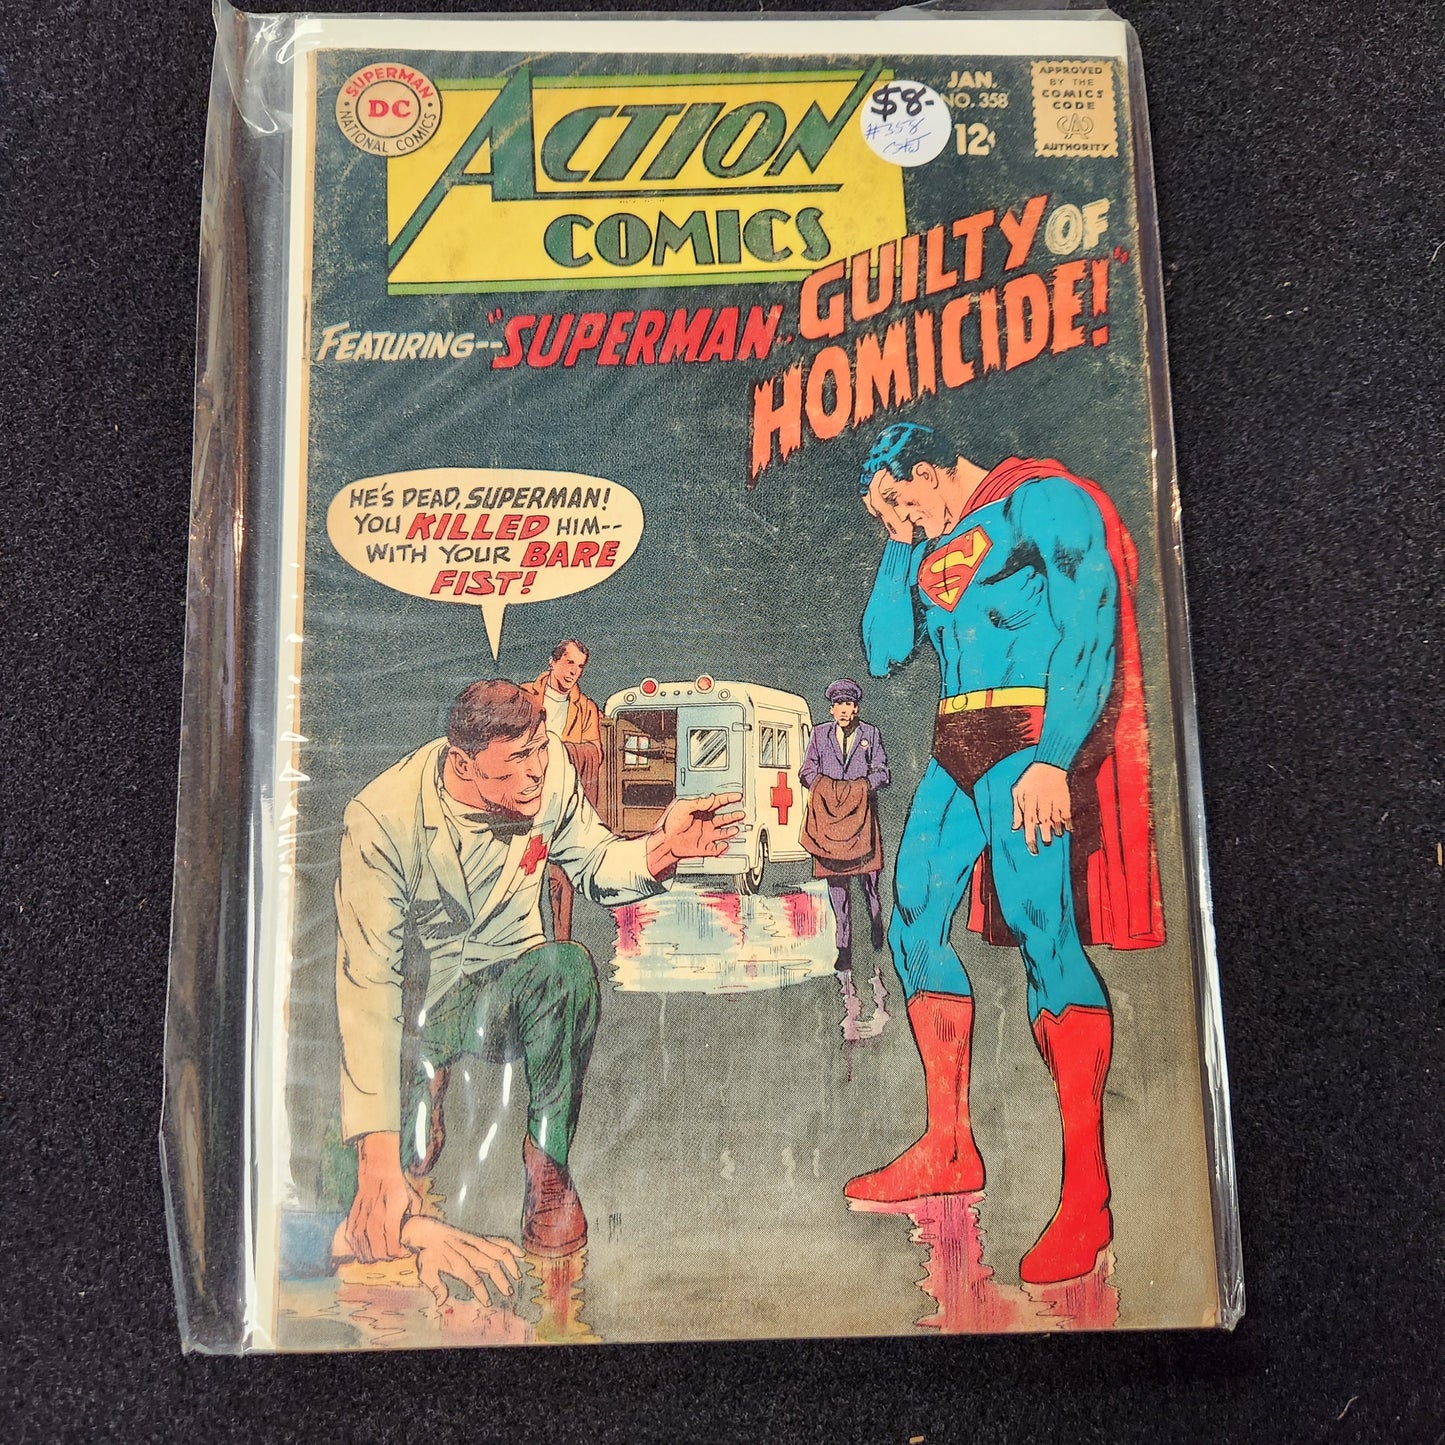 SUPERMAN
DC
NATIONAL COMICS
ACTION
COMICS
$8-
#358
JAN.
NO. 358
12¢
APPROVED
BY THE
COMICS
CODE
CA
AUTHORITY
FEATURING--"SUPERMAN..
GUILTY OF
HOMICIDE!"
HE'S DEAD, SUPERMAN!
YOU KILLED HIM--
WITH YOUR BARE
FIST!
S